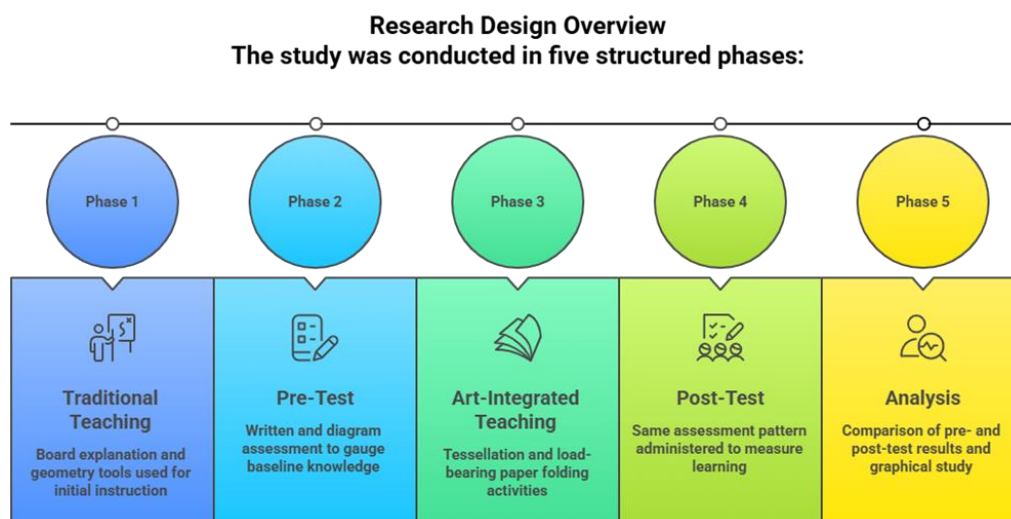 Research Design Overview
The study was conducted in five structured phases:
Phase 1
Phase 2
Phase 3
Phase 4
Phase 5
Traditional
Teaching
Board explanation and
geometry tools used for
initial instruction
Pre-Test
Written and diagram
assessment to gauge
baseline knowledge
Art-Integrated
Teaching
Tessellation and load-
bearing paper folding
activities
Post-Test
Same assessment pattern
administered to measure
learning
Analysis
Comparison of pre- and
post-test results and
graphical study